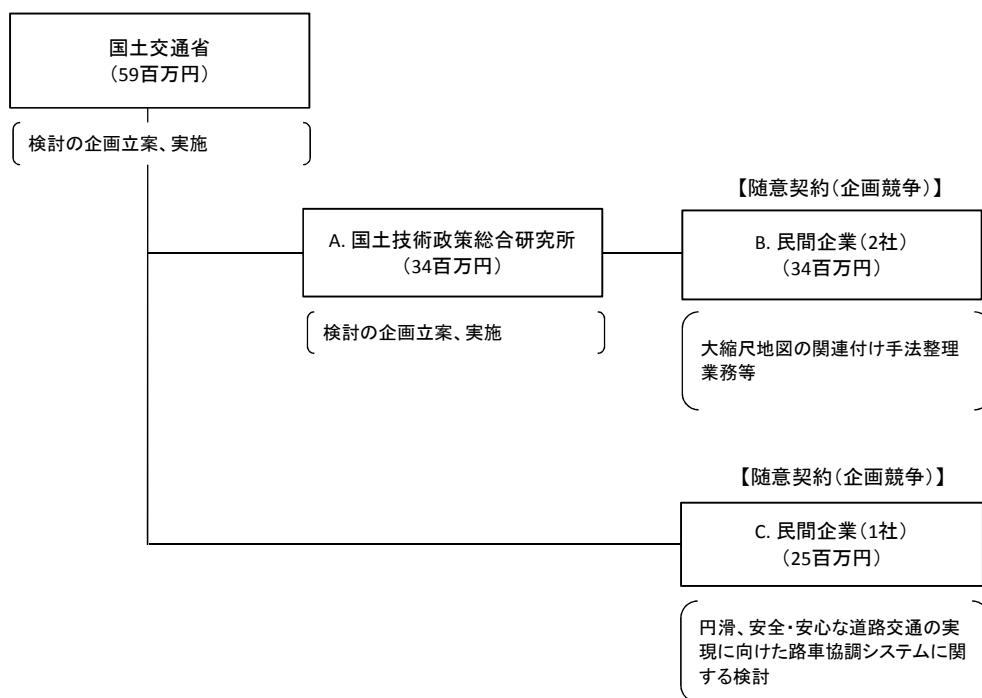 国土交通省
(59百万円)
検討の企画立案、実施
【随意契約(企画競争)】
A. 国土技術政策総合研究所
(34百万円)
B. 民間企業(2社)
(34百万円)
検討の企画立案、実施
大縮尺地図の関連付け手法整理
業務等
【随意契約(企画競争)】
C. 民間企業(1社)
(25百万円)
円滑、安全・安心な道路交通の実
現に向けた路車協調システムに関
する検討